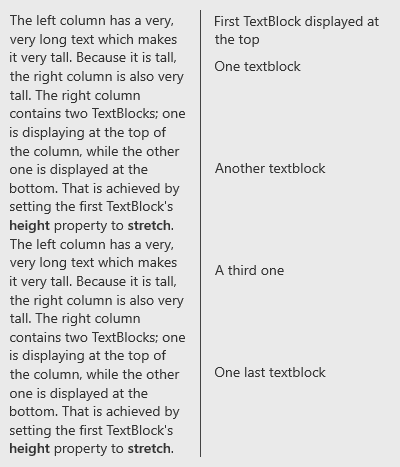 The left column has a very,
very long text which makes
it very tall. Because it is tall,
the right column is also very
tall. The right column
contains two TextBlocks; one
is displaying at the top of
the column, while the other
one is displayed at the
bottom. That is achieved by
setting the first TextBlock's
height property to stretch.
The left column has a very,
very long text which makes
it very tall. Because it is tall,
the right column is also very
tall. The right column
contains two TextBlocks; one
is displaying at the top of
the column, while the other
one is displayed at the
bottom. That is achieved by
setting the first TextBlock's
height property to stretch.
First TextBlock displayed at
the top
One textblock
Another textblock
A third one
One last textblock